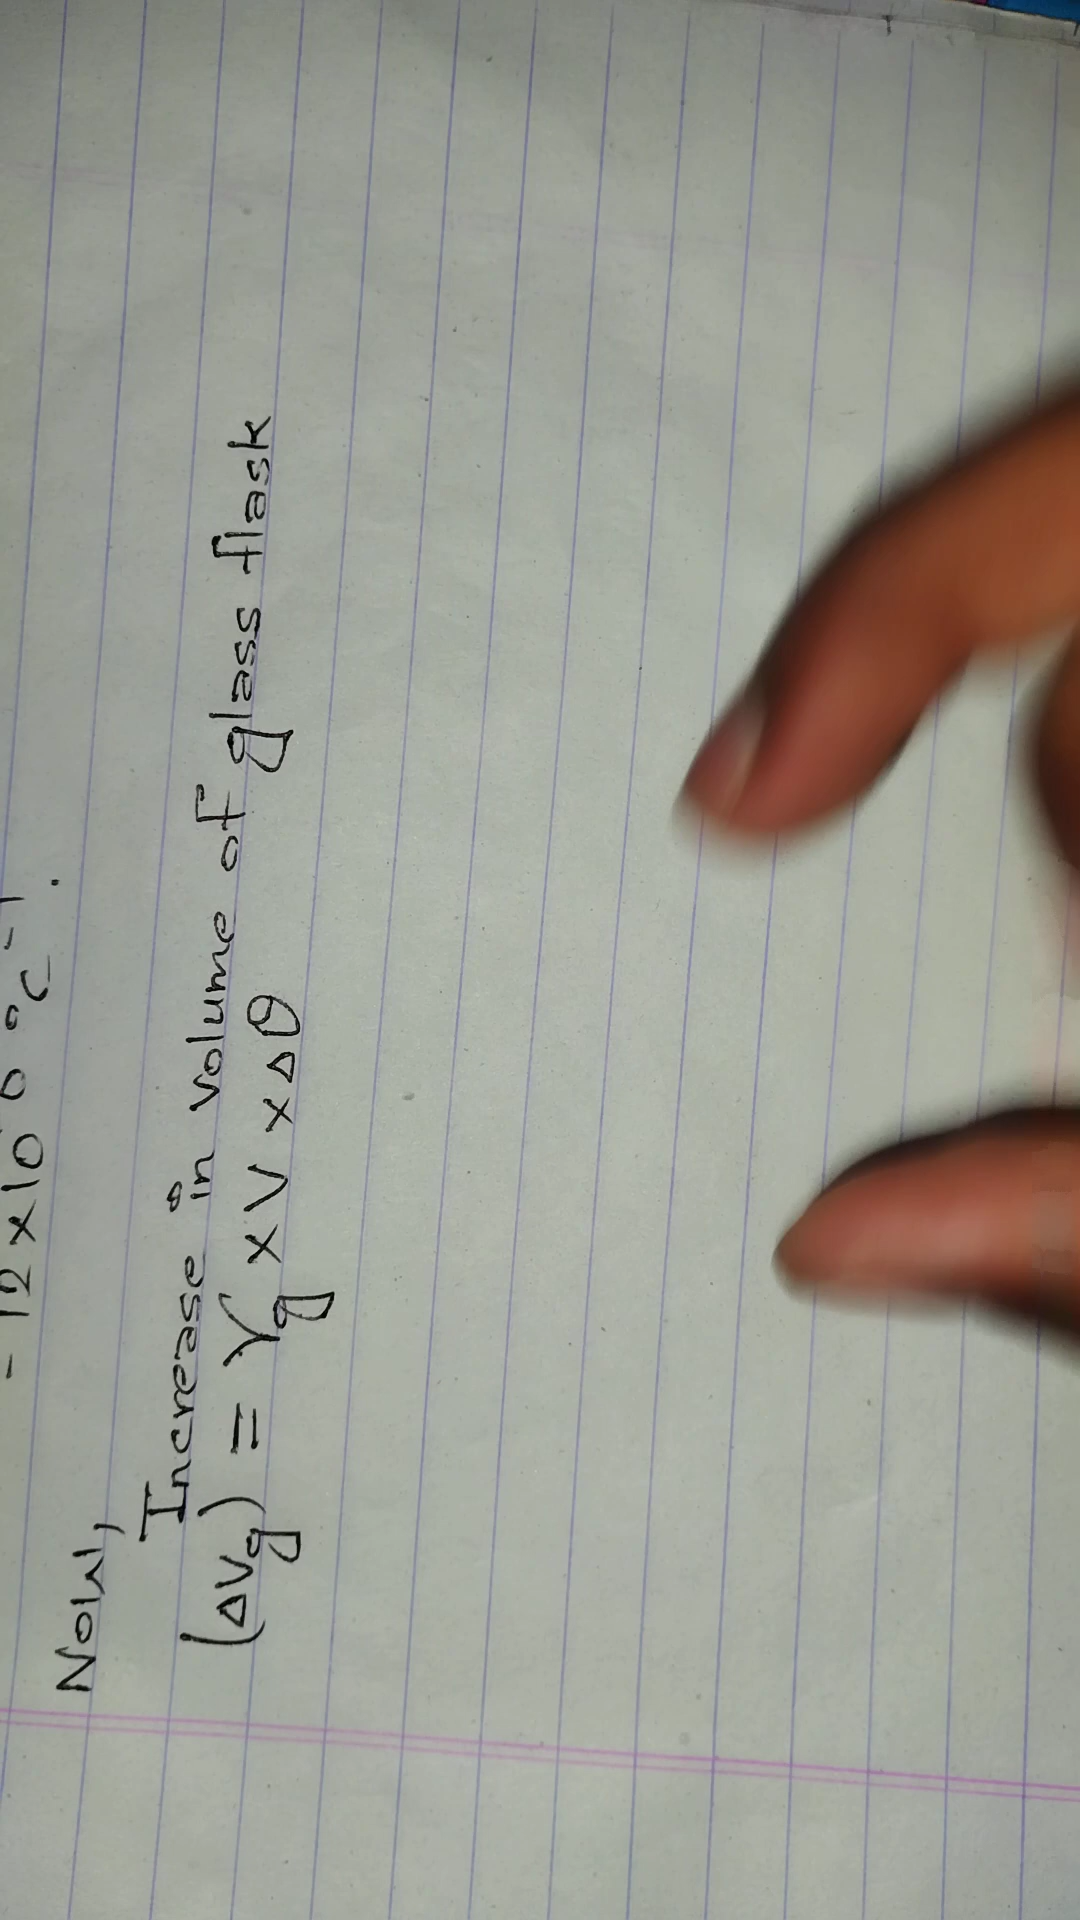 12×10 °C⁻¹.
Now,
Increase in volume of glass flask
(ΔVg) = γg × V × Δθ